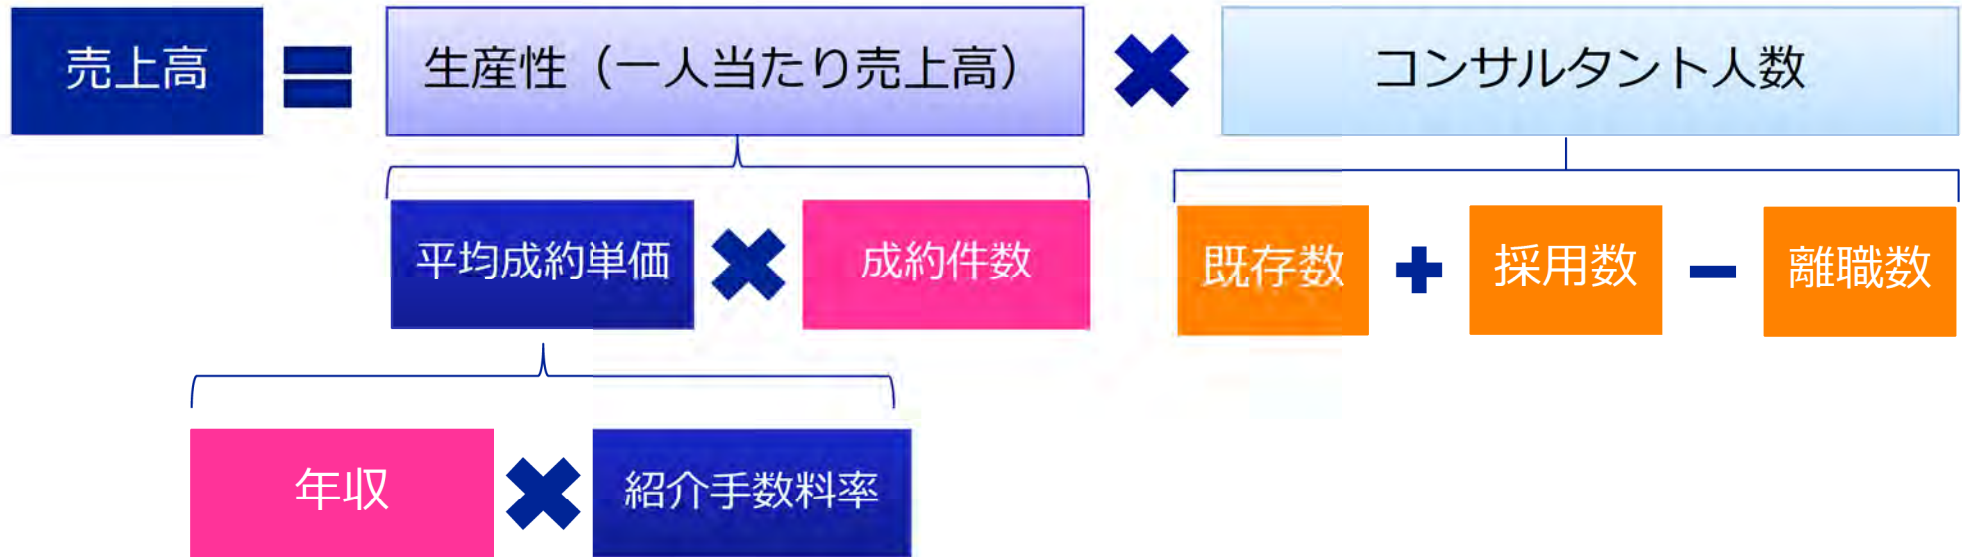 売上高
生産性（一人当たり売上高）
コンサルタント人数
平均成約単価
成約件数
既存数
採用数
離職数
年収
紹介手数料率